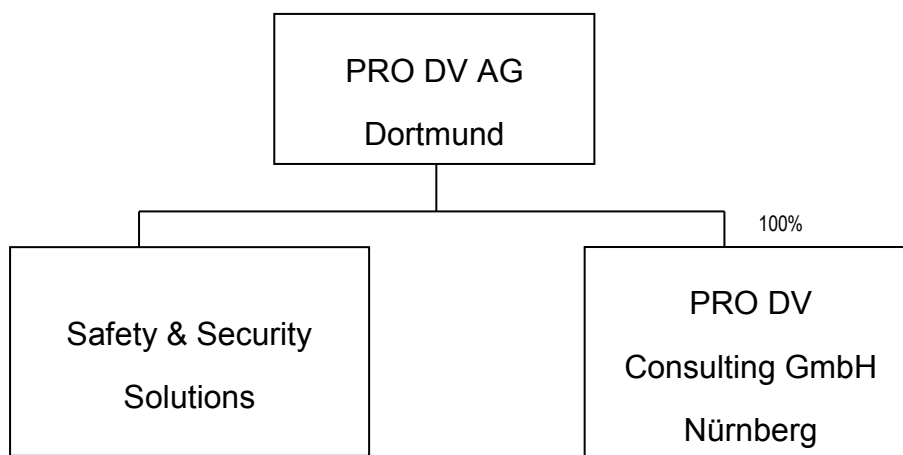 PRO DV AG
Dortmund
100%
Safety & Security
Solutions
PRO DV
Consulting GmbH
Nürnberg